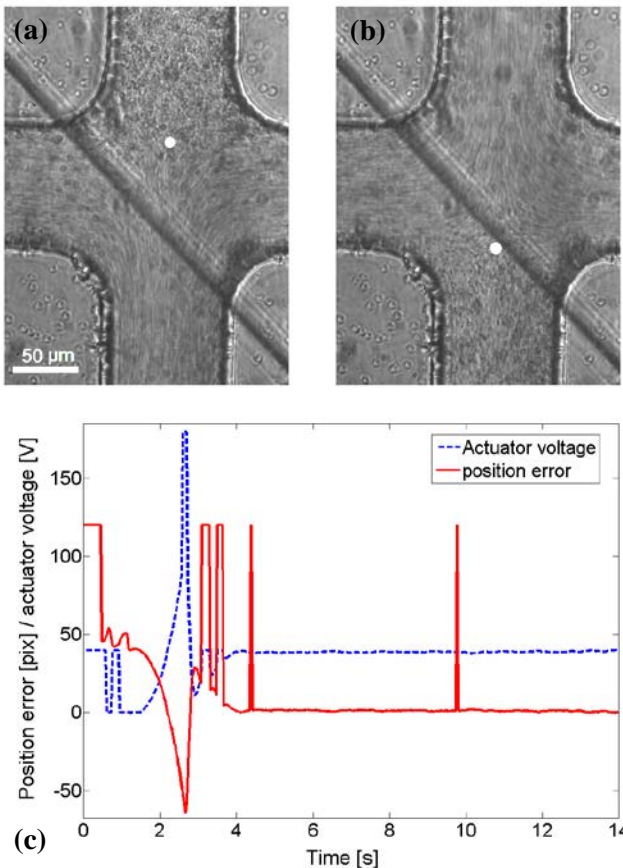 (a)
(b)
50 µm
Position error [pix] / actuator voltage [V]
150
100
50
0
-50
Actuator voltage
position error
0 2 4 6 8 10 12 14
Time [s]
(c)